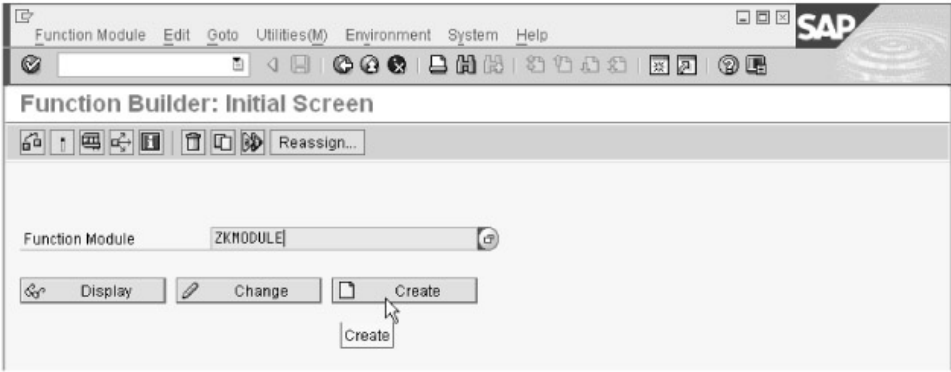 Function Module Edit Goto Utilities(M) Environment System Help
SAP
Function Builder: Initial Screen
Reassign...
Function Module ZKMODULE
Display Change Create
Create